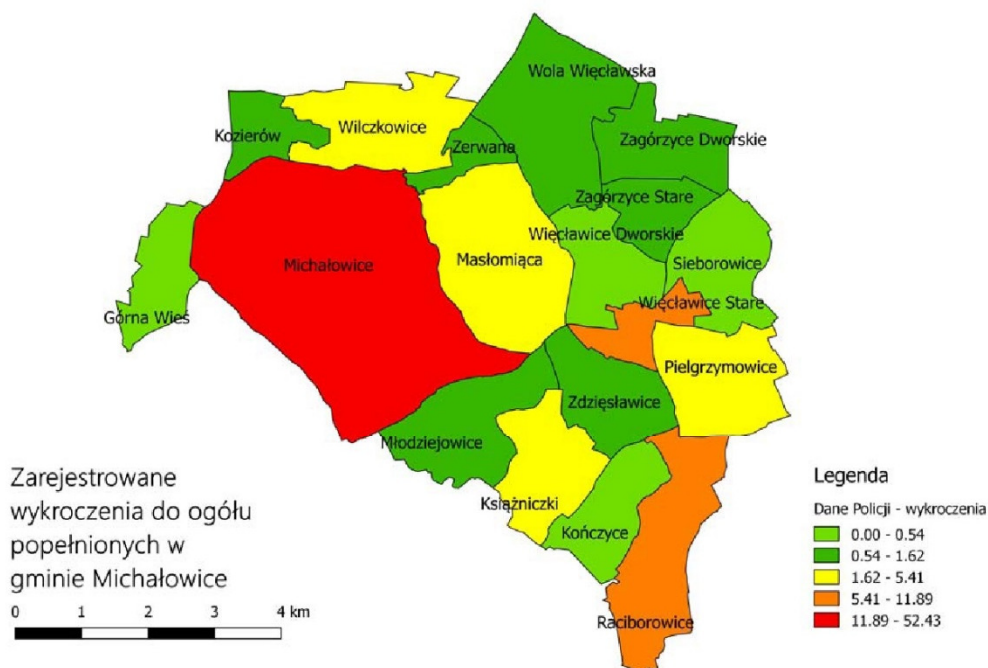 Wola Więcławska
Kozierów
Wilczkowice
Zerwana
Zagórzyce Dworskie
Zagórzyce Stare
Więcławice Dworskie
Michałowice
Masłomiąca
Sieborowice
Górna Wieś
Więcławice Stare
Pielgrzymowice
Zdzięsławice
Młodziejowice
Książniczki
Kończyce
Raciborowice
Zarejestrowane
wykroczenia do ogółu
popełnionych w
gminie Michałowice
0 1 2 3 4 km
Legenda
Dane Policji - wykroczenia
0.00 - 0.54
0.54 - 1.62
1.62 - 5.41
5.41 - 11.89
11.89 - 52.43